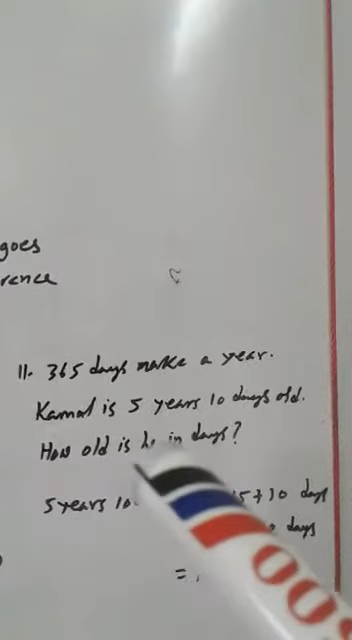 goes
rence
11. 365 days make a year.
Kamal is 5 years 10 days old.
How old is he in days?
5 years 10 5+10 days
days
=
00